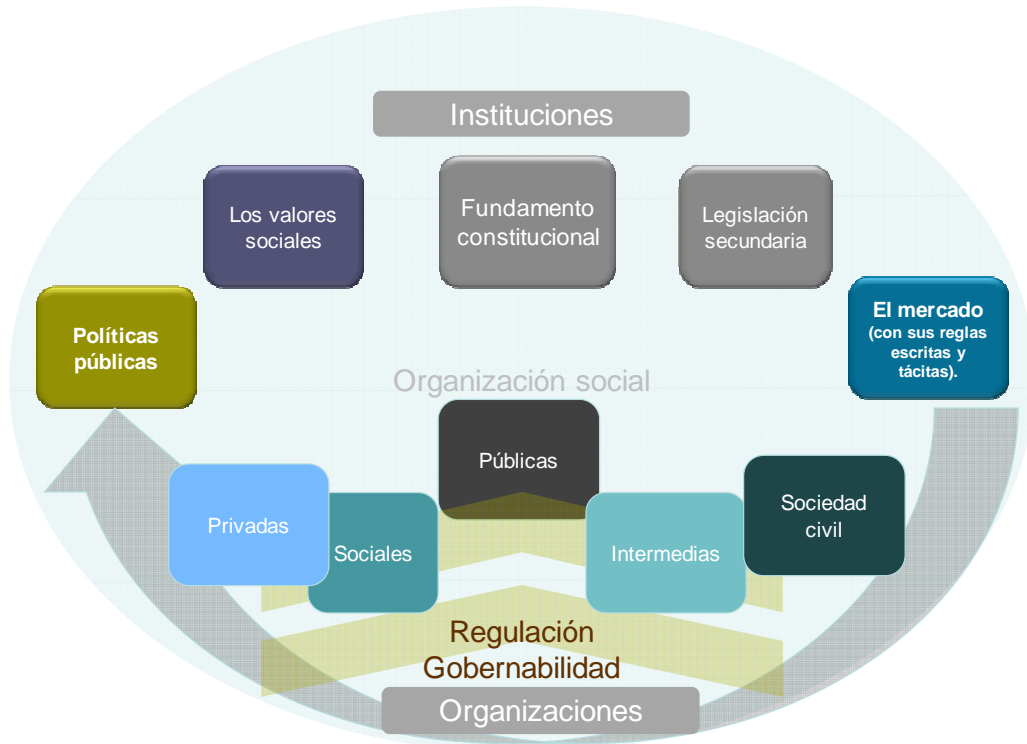 Instituciones
Los valores
sociales
Fundamento
constitucional
Legislación
secundaria
Políticas
públicas
El mercado
(con sus reglas
escritas y
tácitas).
Organización social
Públicas
Privadas
Sociales
Intermedias
Sociedad
civil
Regulación
Gobernabilidad
Organizaciones